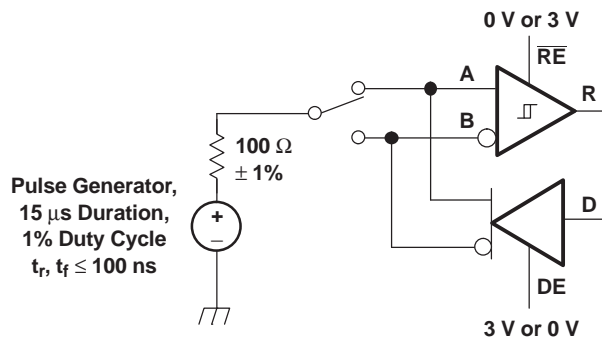 0 V or 3 V
R̅E̅
A
R
B
100 Ω
± 1%
Pulse Generator,
15 μs Duration,
1% Duty Cycle
tr, tf ≤ 100 ns
+
–
D
DE
3 V or 0 V